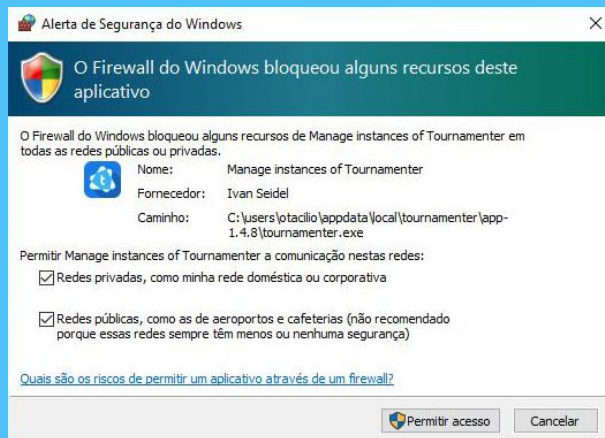 Alerta de Segurança do Windows
O Firewall do Windows bloqueou alguns recursos deste
aplicativo
O Firewall do Windows bloqueou alguns recursos de Manage instances of Tournamenter em
todas as redes públicas ou privadas.
Nome: Manage instances of Tournamenter
Fornecedor: Ivan Seidel
Caminho: C:\users\otacilio\appdata\local\tournamenter\app-
1.4.8\tournamenter.exe
Permitir Manage instances of Tournamenter a comunicação nestas redes:
Redes privadas, como minha rede doméstica ou corporativa
Redes públicas, como as de aeroportos e cafeterias (não recomendado
porque essas redes sempre têm menos ou nenhuma segurança)
Quais são os riscos de permitir um aplicativo através de um firewall?
Permitir acesso Cancelar